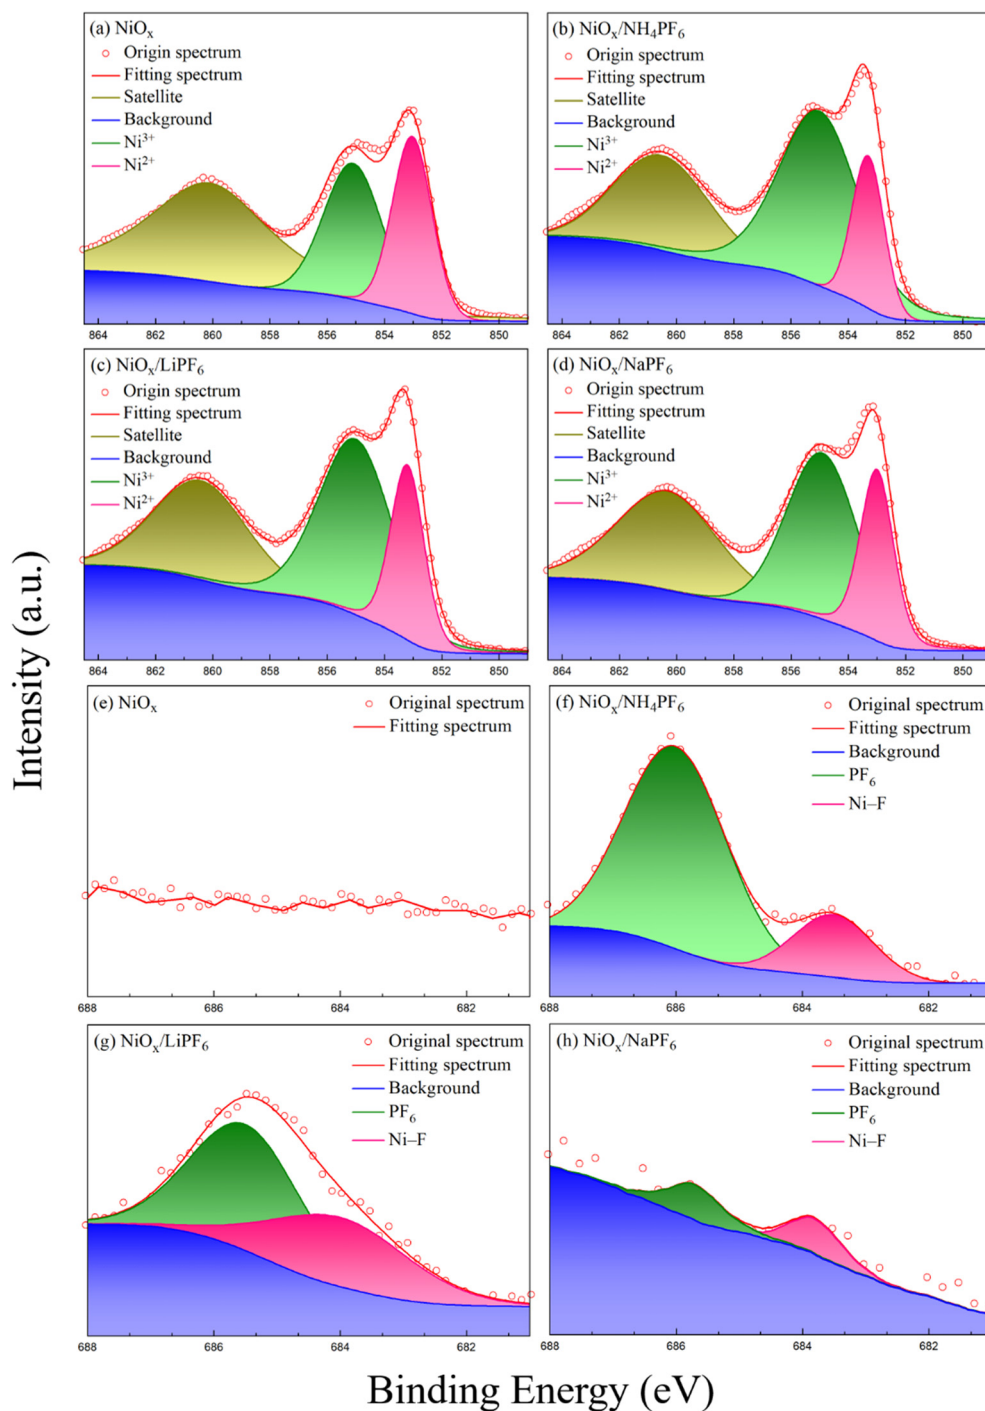 (a) NiOₓ
Origin spectrum
Fitting spectrum
Satellite
Background
Ni³⁺
Ni²⁺
864 862 860 858 856 854 852 850
(b) NiOₓ/NH₄PF₆
Origin spectrum
Fitting spectrum
Satellite
Background
Ni³⁺
Ni²⁺
864 862 860 858 856 854 852 850
(c) NiOₓ/LiPF₆
Origin spectrum
Fitting spectrum
Satellite
Background
Ni³⁺
Ni²⁺
864 862 860 858 856 854 852 850
(d) NiOₓ/NaPF₆
Origin spectrum
Fitting spectrum
Satellite
Background
Ni³⁺
Ni²⁺
864 862 860 858 856 854 852 850
Intensity (a.u.)
(e) NiOₓ
Original spectrum
Fitting spectrum
688 686 684 682
(f) NiOₓ/NH₄PF₆
Original spectrum
Fitting spectrum
Background
PF₆
Ni–F
688 686 684 682
(g) NiOₓ/LiPF₆
Original spectrum
Fitting spectrum
Background
PF₆
Ni–F
688 686 684 682
(h) NiOₓ/NaPF₆
Original spectrum
Fitting spectrum
Background
PF₆
Ni–F
688 686 684 682
Binding Energy (eV)